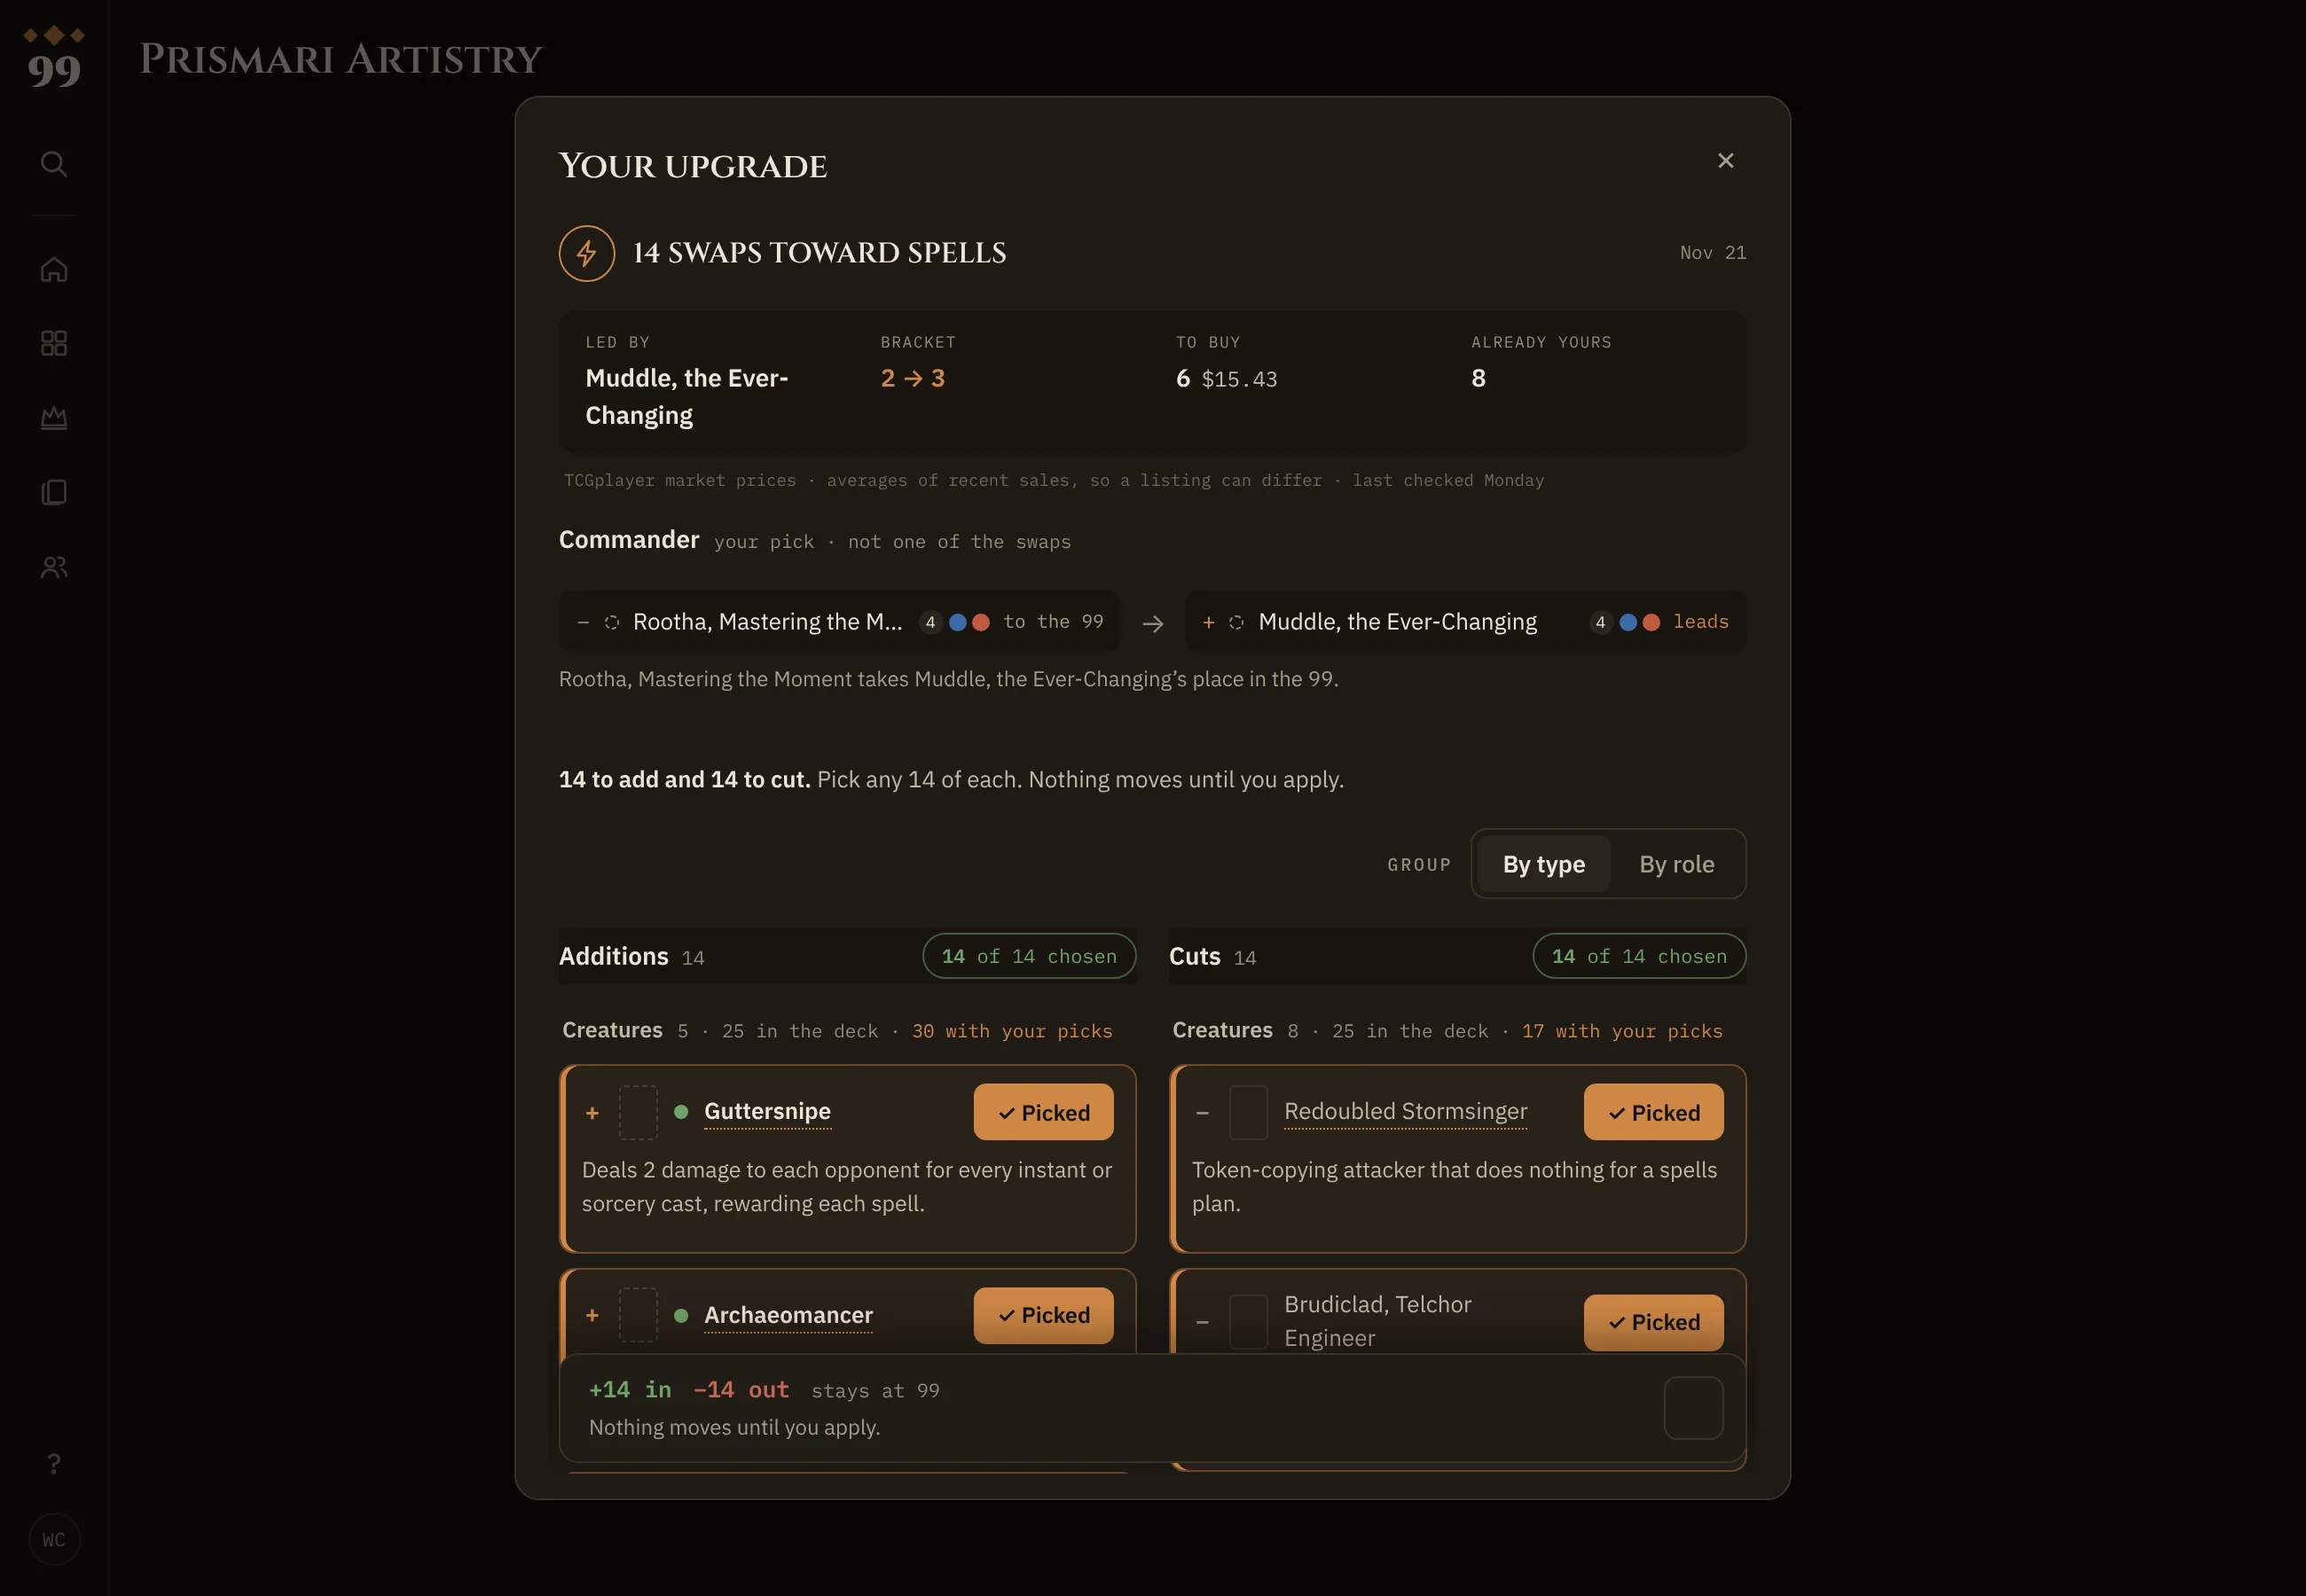 99
Prismari Artistry
Your upgrade
14 swaps toward spells
Nov 21
LED BY
Muddle, the Ever-
Changing
BRACKET
2 → 3
TO BUY
6 $15.43
ALREADY YOURS
8
TCGplayer market prices · averages of recent sales, so a listing can differ · last checked Monday
Commander your pick · not one of the swaps
− Rootha, Mastering the M... 4 to the 99
→
+ Muddle, the Ever-Changing 4 leads
Rootha, Mastering the Moment takes Muddle, the Ever-Changing’s place in the 99.
14 to add and 14 to cut. Pick any 14 of each. Nothing moves until you apply.
GROUP By type By role
Additions 14 14 of 14 chosen
Creatures 5 · 25 in the deck · 30 with your picks
+ Guttersnipe ✓ Picked
Deals 2 damage to each opponent for every instant or
sorcery cast, rewarding each spell.
+ Archaeomancer ✓ Picked
Cuts 14 14 of 14 chosen
Creatures 8 · 25 in the deck · 17 with your picks
− Redoubled Stormsinger ✓ Picked
Token-copying attacker that does nothing for a spells
plan.
− Brudiclad, Telchor
Engineer
✓ Picked
+14 in −14 out stays at 99
Nothing moves until you apply.
?
WC